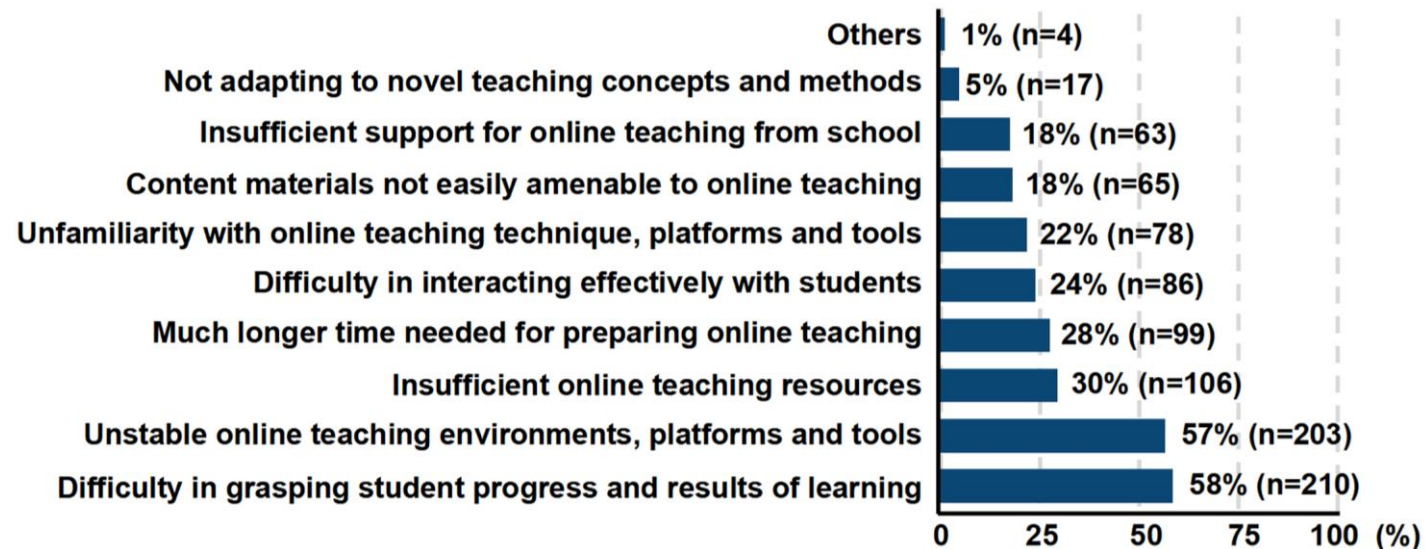 Others 1% (n=4)
Not adapting to novel teaching concepts and methods 5% (n=17)
Insufficient support for online teaching from school 18% (n=63)
Content materials not easily amenable to online teaching 18% (n=65)
Unfamiliarity with online teaching technique, platforms and tools 22% (n=78)
Difficulty in interacting effectively with students 24% (n=86)
Much longer time needed for preparing online teaching 28% (n=99)
Insufficient online teaching resources 30% (n=106)
Unstable online teaching environments, platforms and tools 57% (n=203)
Difficulty in grasping student progress and results of learning 58% (n=210)
0 25 50 75 100 (%)